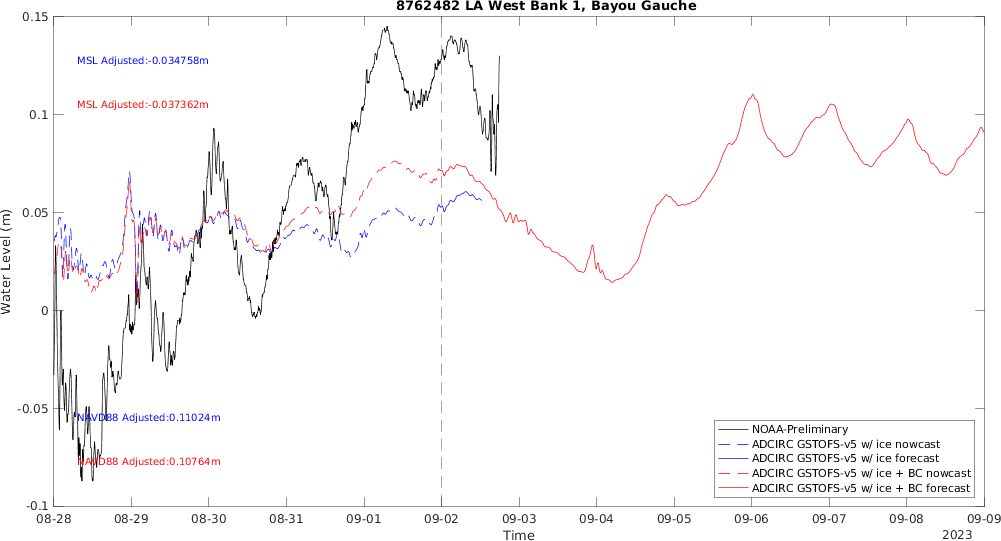 8762482 LA West Bank 1, Bayou Gauche
0.15
0.1
0.05
0
-0.05
-0.1
Water Level (m)
MSL Adjusted:-0.034758m
MSL Adjusted:-0.037362m
NAVD88 Adjusted:0.11024m
NAVD88 Adjusted:0.10764m
NOAA-Preliminary
ADCIRC GSTOFS-v5 w/ ice nowcast
ADCIRC GSTOFS-v5 w/ ice forecast
ADCIRC GSTOFS-v5 w/ ice + BC nowcast
ADCIRC GSTOFS-v5 w/ ice + BC forecast
08-28 08-29 08-30 08-31 09-01 09-02 09-03 09-04 09-05 09-06 09-07 09-08 09-09
Time
2023